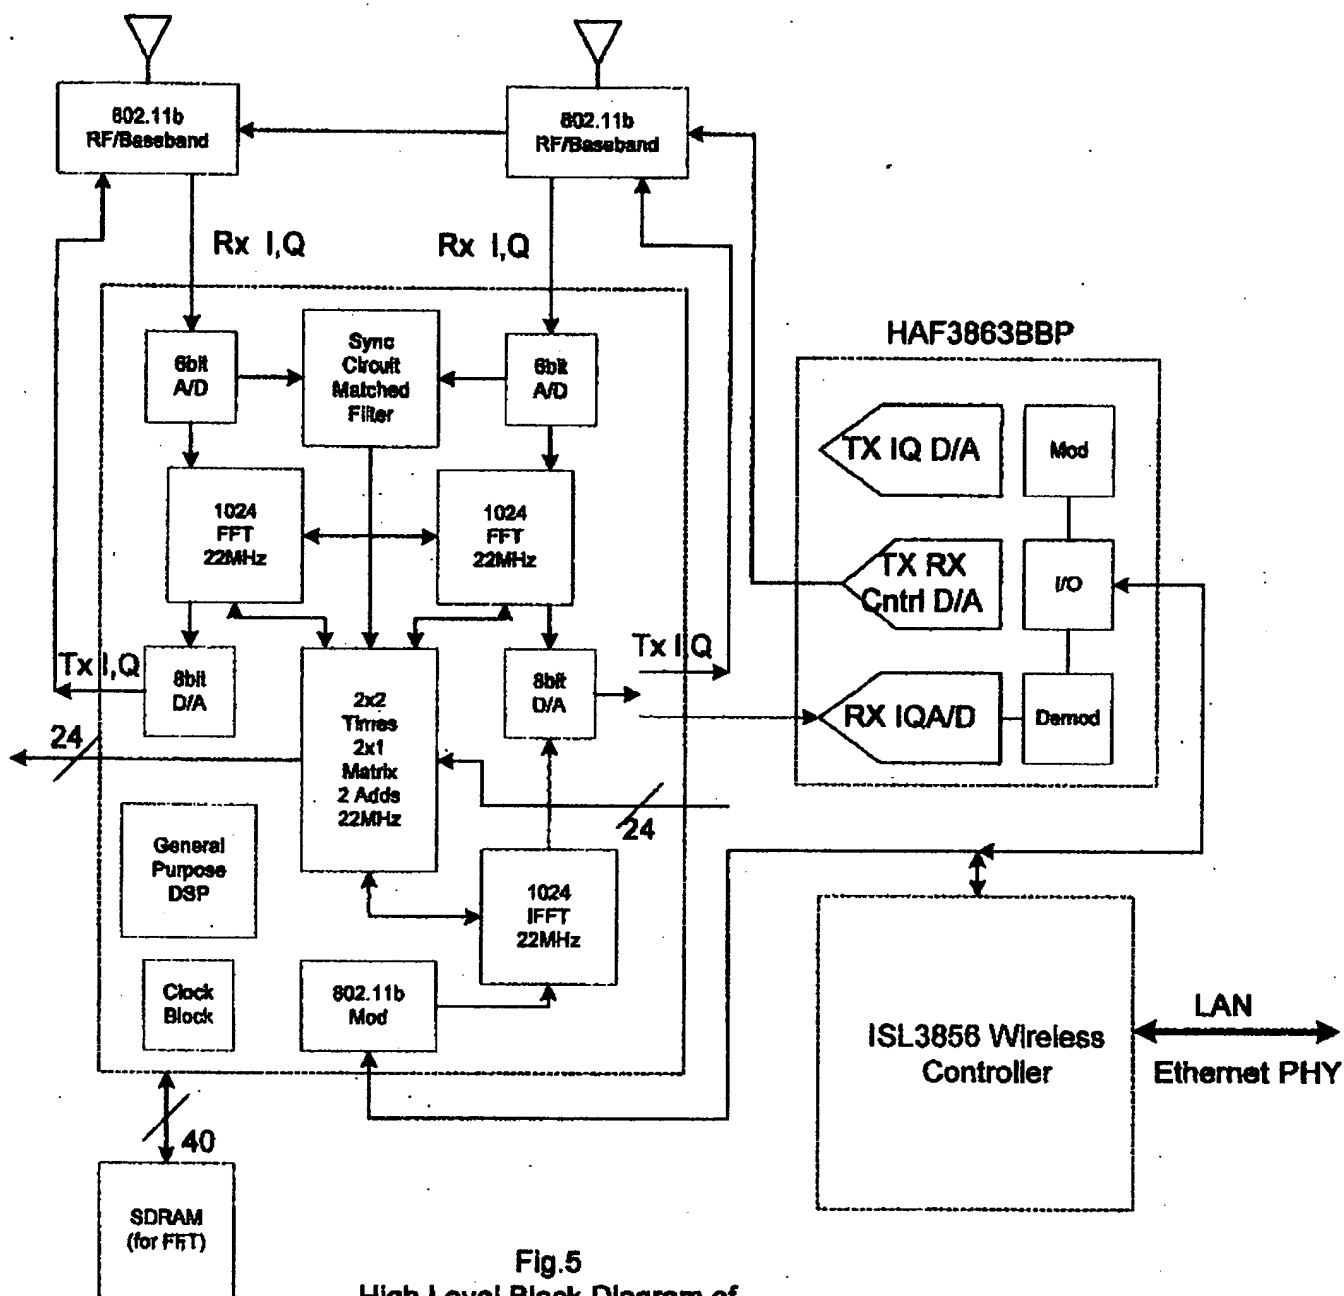 802.11b
RF/Baseband
802.11b
RF/Baseband
Rx I,Q
Rx I,Q
HAF3863BBP
6bit
A/D
Sync
Circuit
Matched
Filter
6bit
A/D
TX IQ D/A
Mod
1024
FFT
22MHz
1024
FFT
22MHz
TX RX
Cntrl D/A
I/O
Tx I,Q
8bit
D/A
2x2
Times
2x1
Matrix
2 Adds
22MHz
8bit
D/A
Tx I,Q
RX IQA/D
Demod
24
24
General
Purpose
DSP
1024
IFFT
22MHz
Clock
Block
802.11b
Mod
ISL3856 Wireless
Controller
LAN
Ethernet PHY
40
SDRAM
(for FFT)
Fig.5
High Level Block Diagram of